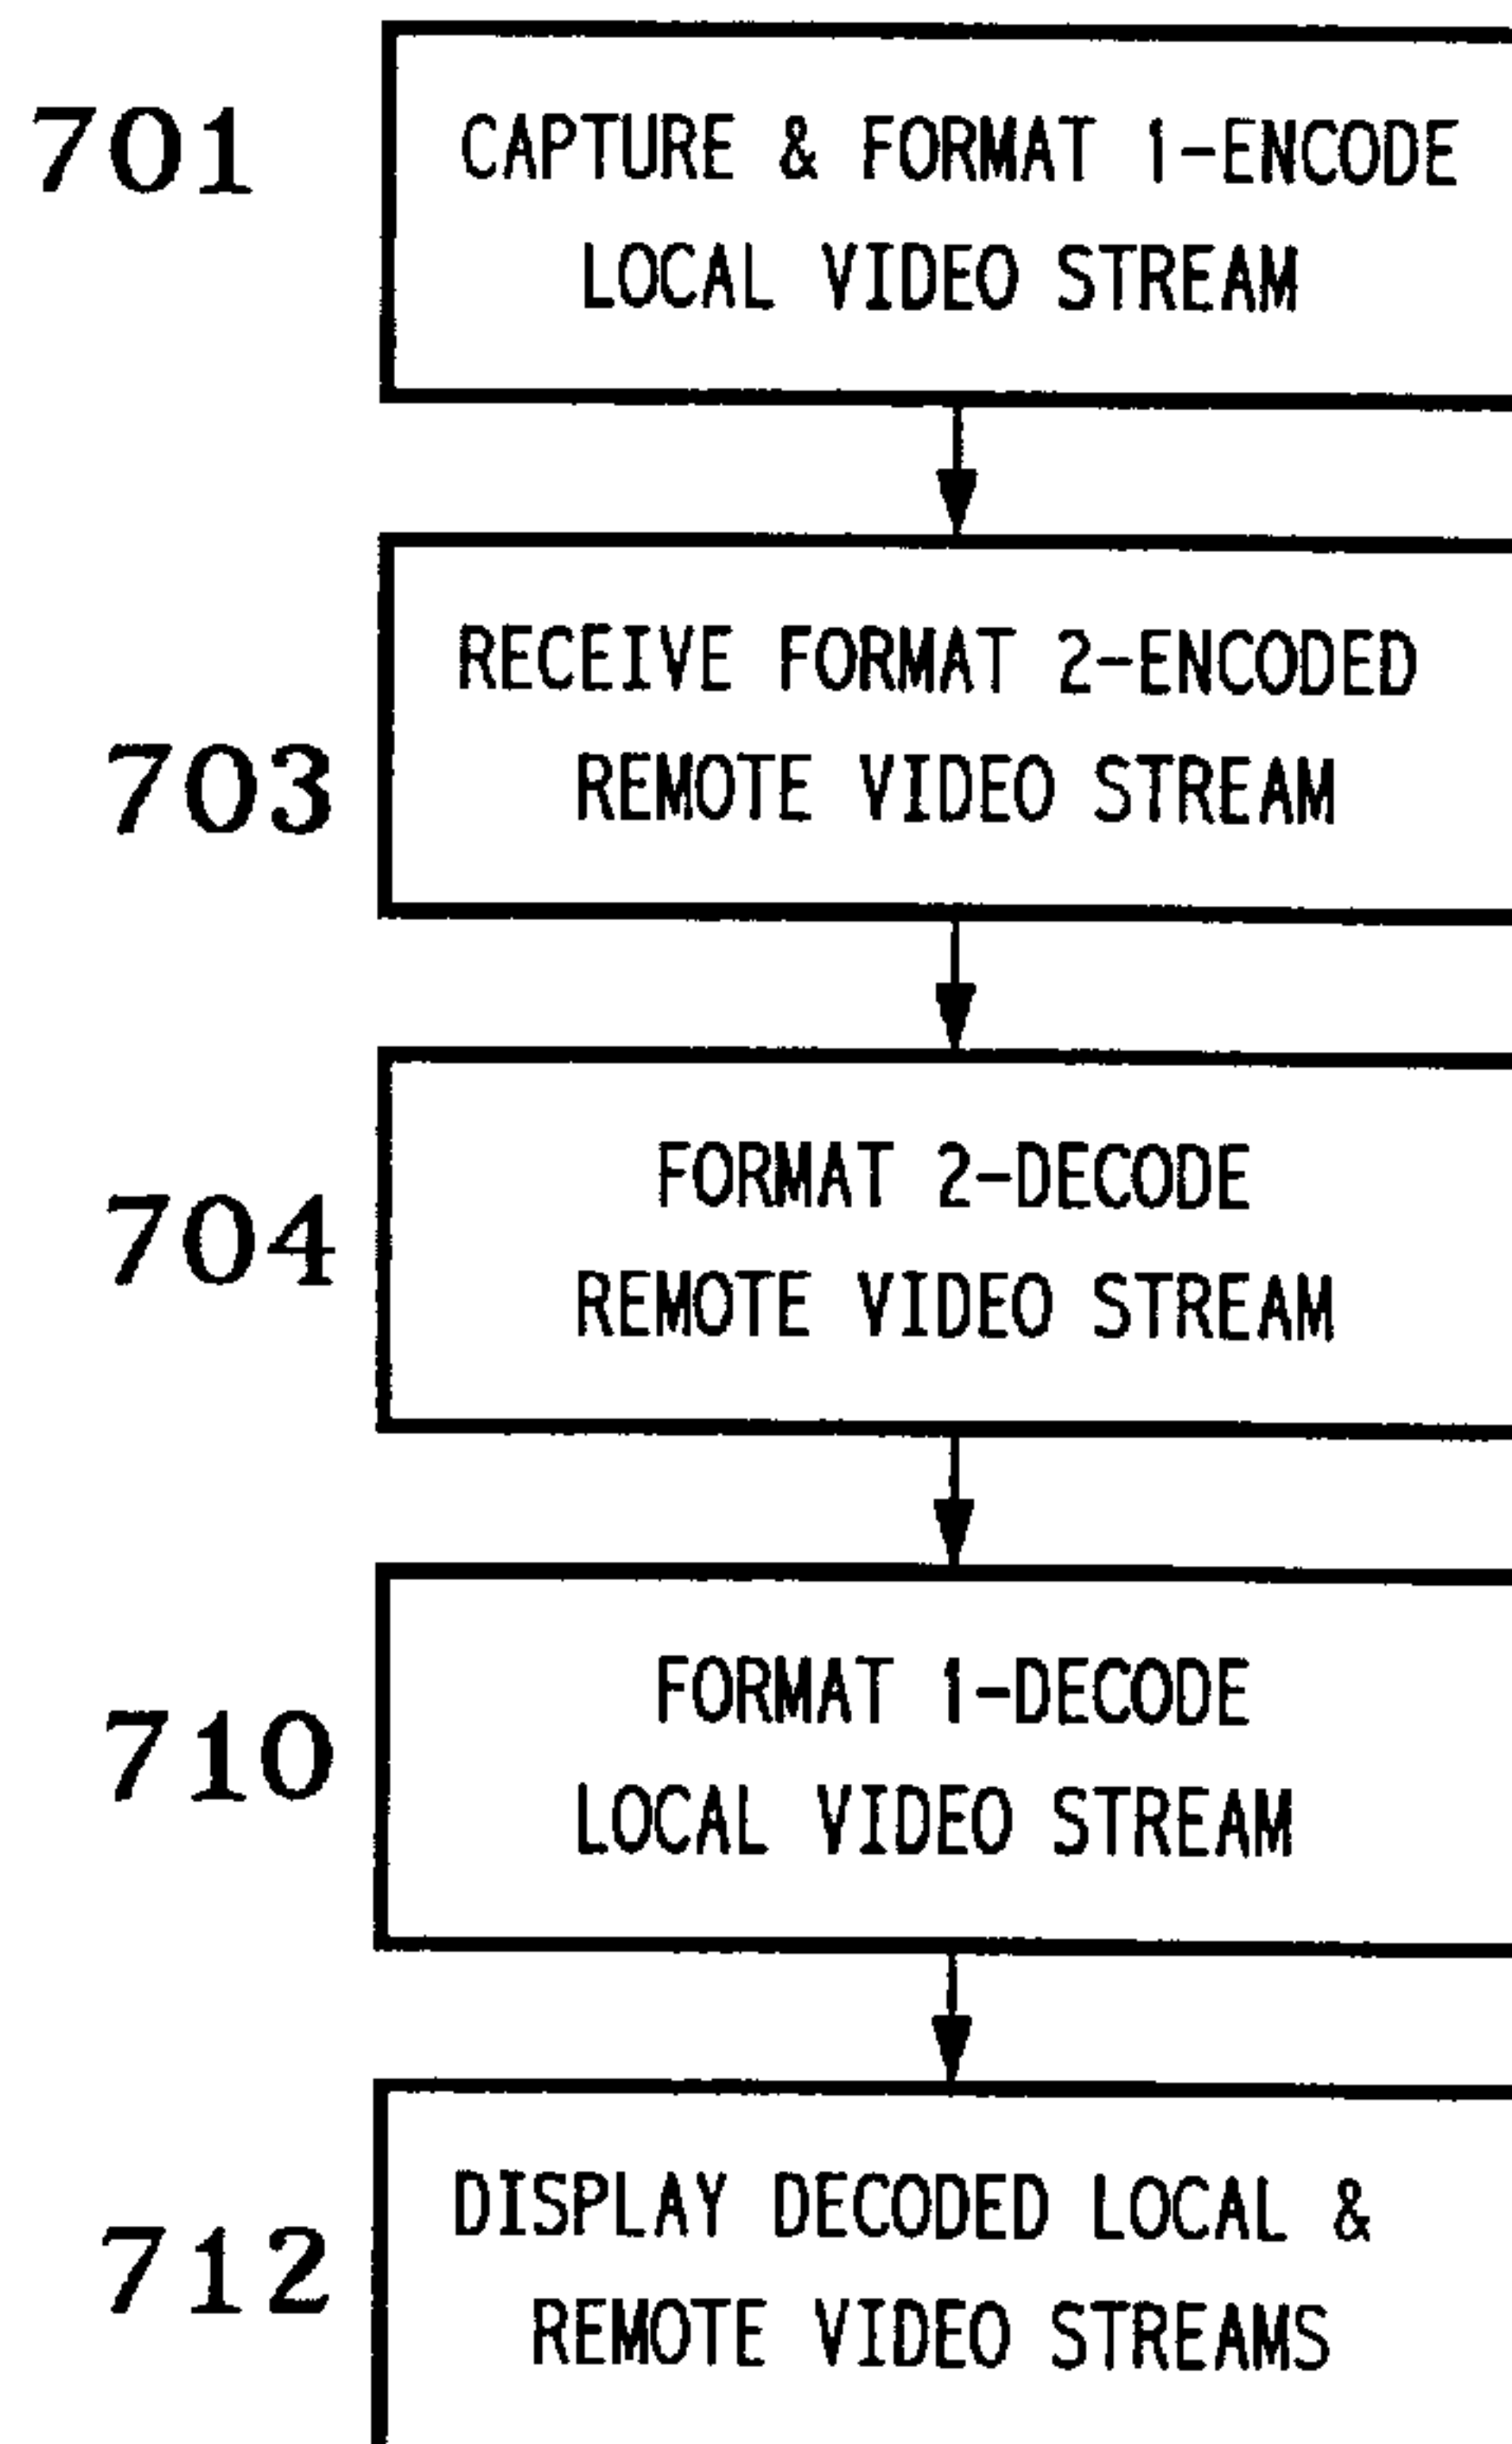 701
CAPTURE & FORMAT 1-ENCODE
LOCAL VIDEO STREAM
703
RECEIVE FORMAT 2-ENCODED
REMOTE VIDEO STREAM
704
FORMAT 2-DECODE
REMOTE VIDEO STREAM
710
FORMAT 1-DECODE
LOCAL VIDEO STREAM
712
DISPLAY DECODED LOCAL &
REMOTE VIDEO STREAMS